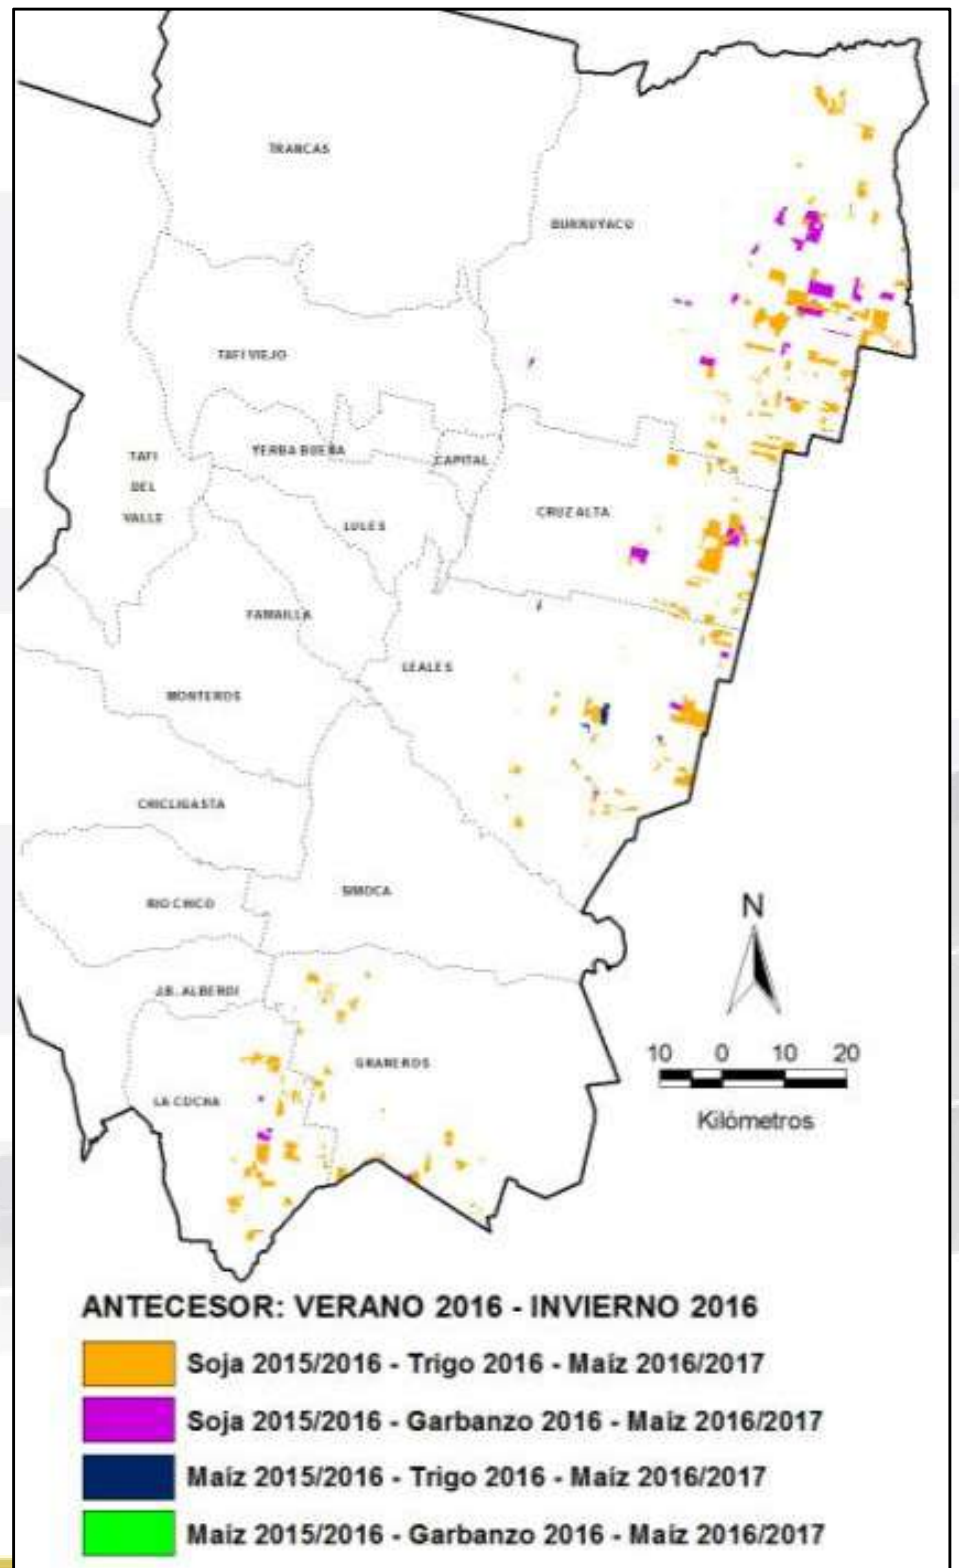 TRANCAS
BURRUYACU
TAFI VIEJO
YERBA BUENA
CAPITAL
TAFI
DEL
VALLE
CRUZ ALTA
LULES
FAMAILLA
LEALES
MONTEROS
CHICLIGASTA
SIMOCA
RIO CHICO
N
J.B. ALBERDI
GRANEROS
10 0 10 20
LA COCHA
Kilómetros
ANTECESOR: VERANO 2016 - INVIERNO 2016
Soja 2015/2016 - Trigo 2016 - Maíz 2016/2017
Soja 2015/2016 - Garbanzo 2016 - Maíz 2016/2017
Maíz 2015/2016 - Trigo 2016 - Maíz 2016/2017
Maíz 2015/2016 - Garbanzo 2016 - Maíz 2016/2017